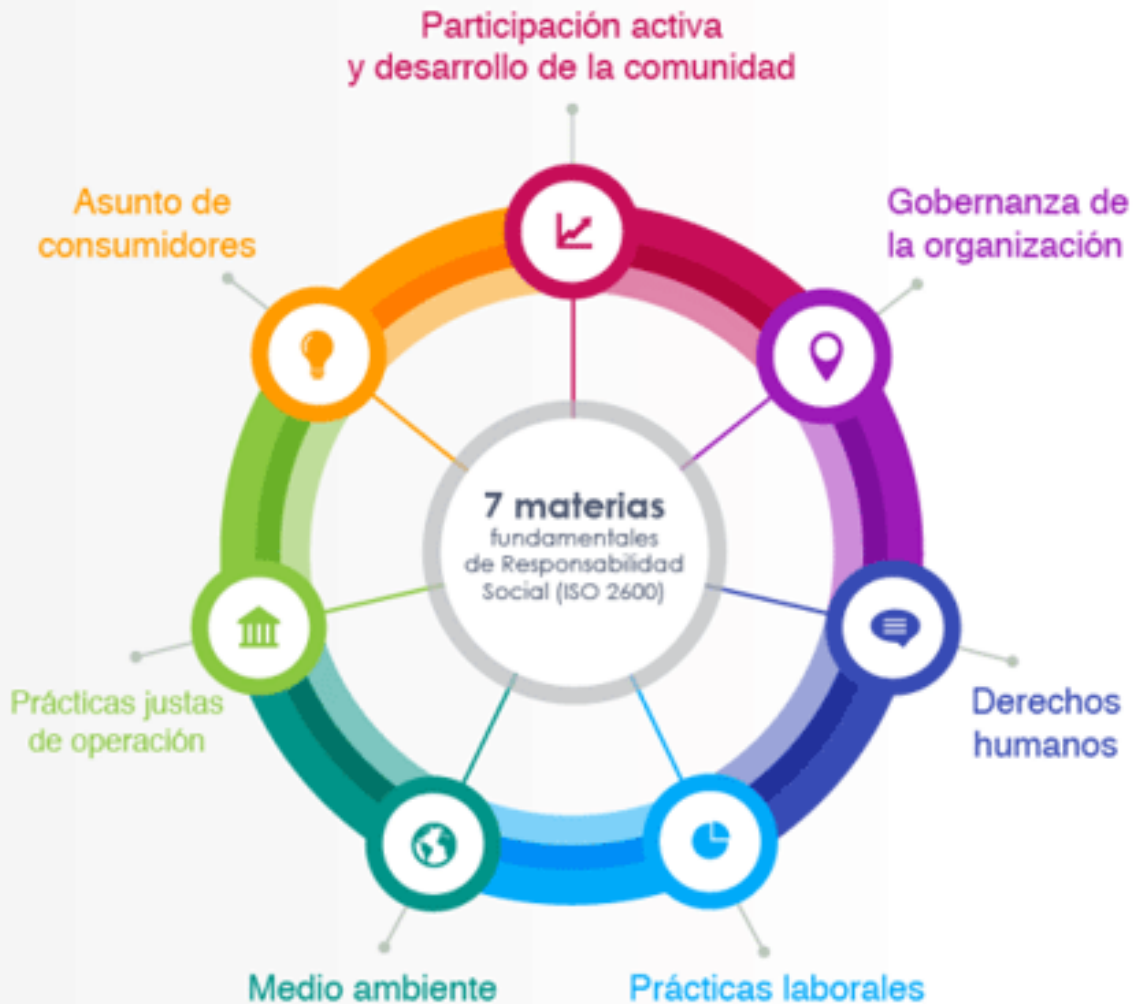 Participación activa
y desarrollo de la comunidad
Asunto de
consumidores
Gobernanza de
la organización
7 materias
fundamentales
de Responsabilidad
Social (ISO 2600)
Prácticas justas
de operación
Derechos
humanos
Medio ambiente
Prácticas laborales